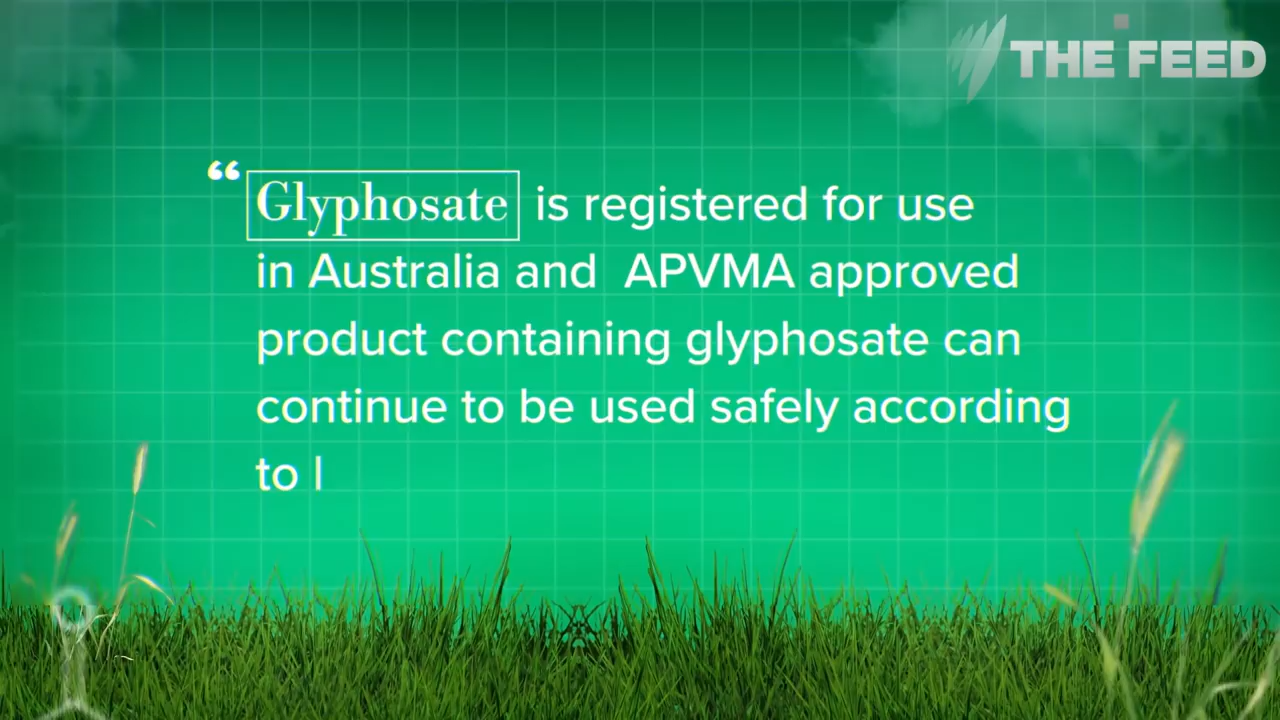 THE FEED
“Glyphosate is registered for use
in Australia and APVMA approved
product containing glyphosate can
continue to be used safely according
to l